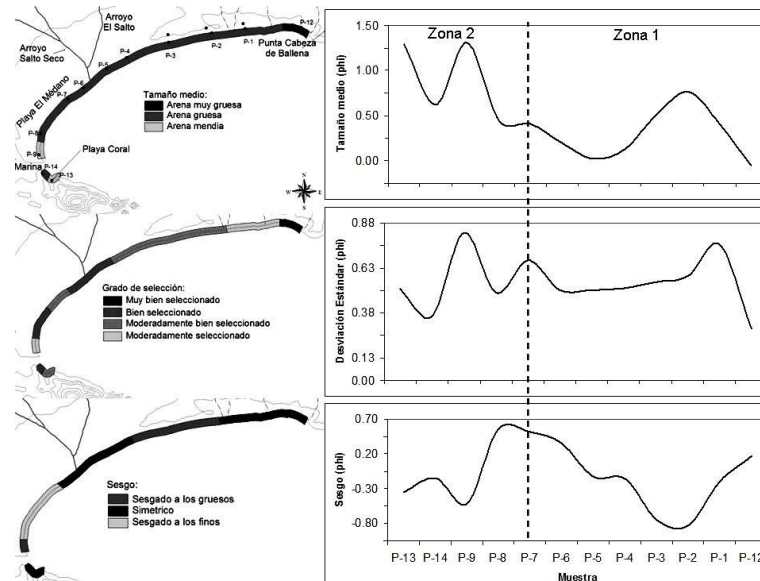 Arroyo
El Salto
Arroyo
Salto Seco
P-12
Punta Cabeza
de Ballena
P-1
P-2
P-3
P-4
P-5
P-6
P-7
Playa El Médano
P-8
P-9
Marina
P-14
P-13
Playa Coral
Tamaño medio:
Arena muy gruesa
Arena gruesa
Arena mendia
N
W
E
S
Grado de selección:
Muy bien seleccionado
Bien seleccionado
Moderadamente bien seleccionado
Moderadamente seleccionado
Sesgo:
Sesgado a los gruesos
Simetrico
Sesgado a los finos
Zona 2
Zona 1
Tamaño medio (phi)
1.50
1.00
0.50
0.00
Desviación Estándar (phi)
0.88
0.63
0.38
0.13
0.00
Sesgo (phi)
0.70
0.20
-0.30
-0.80
P-13 P-14 P-9 P-8 P-7 P-6 P-5 P-4 P-3 P-2 P-1 P-12
Muestra